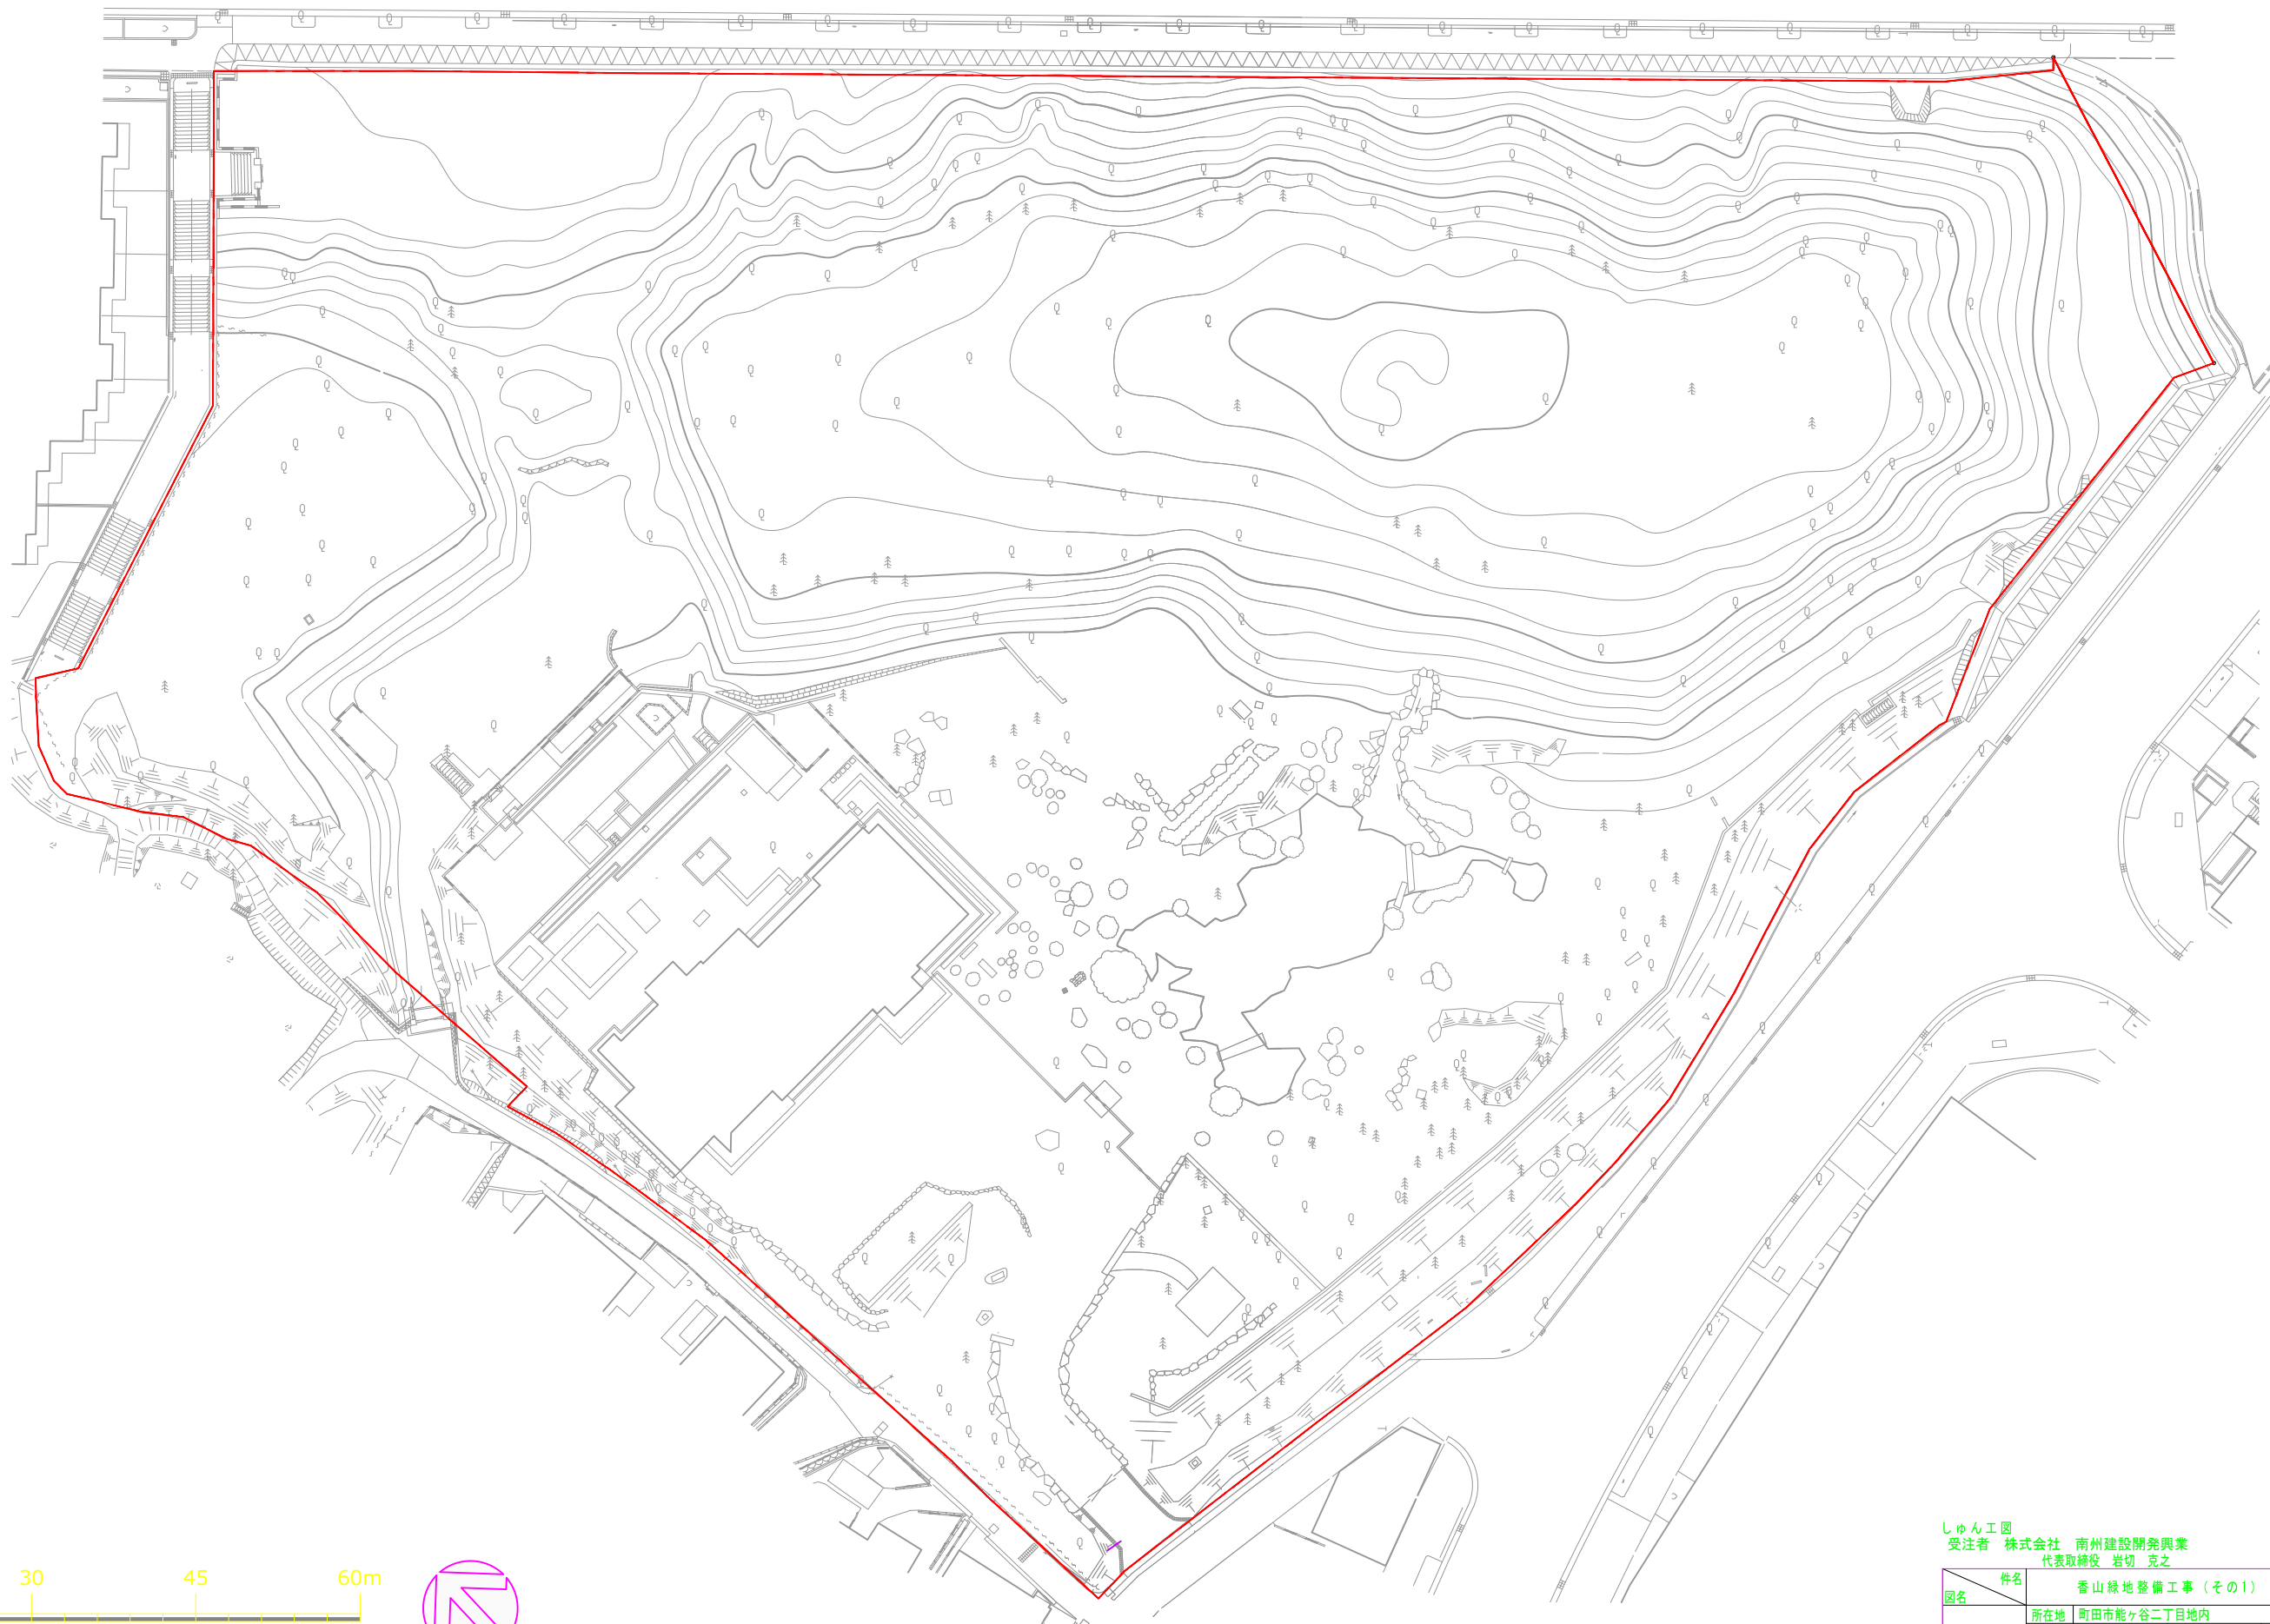 30 45 60m
しゅん工図
受注者 株式会社 南州建設開発興業
代表取締役 岩切 克之
件名 香山緑地整備工事(その1)
図名
所在地 町田市能ヶ谷二丁目地内